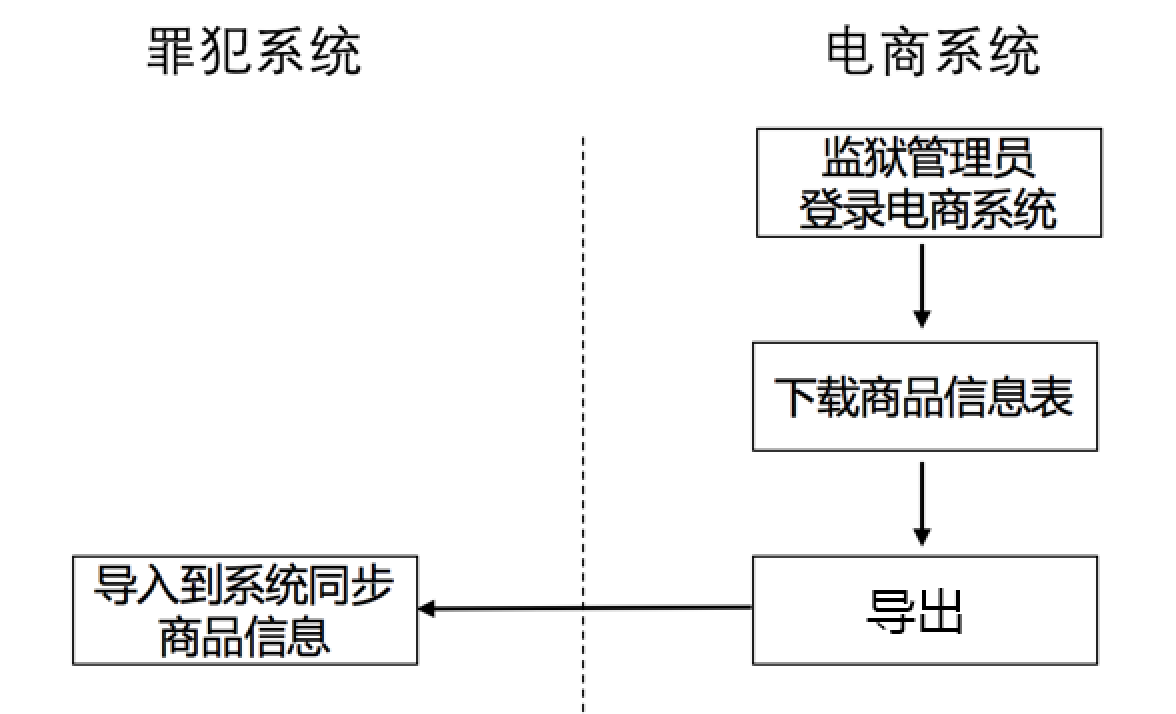 罪犯系统
电商系统
监狱管理员
登录电商系统
下载商品信息表
导入到系统同步
商品信息
导出